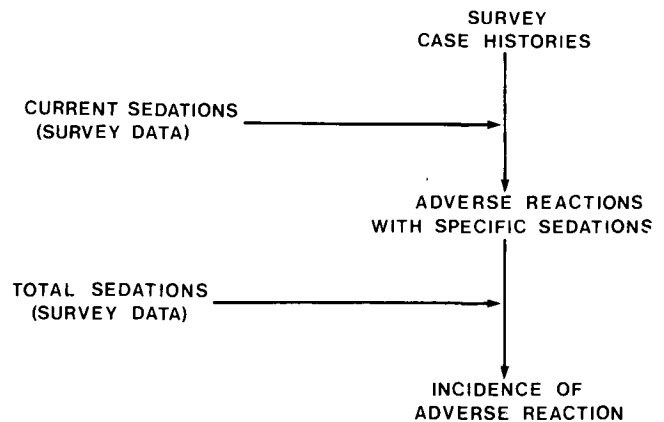 SURVEY
CASE HISTORIES
CURRENT SEDATIONS
(SURVEY DATA)
ADVERSE REACTIONS
WITH SPECIFIC SEDATIONS
TOTAL SEDATIONS
(SURVEY DATA)
INCIDENCE OF
ADVERSE REACTION